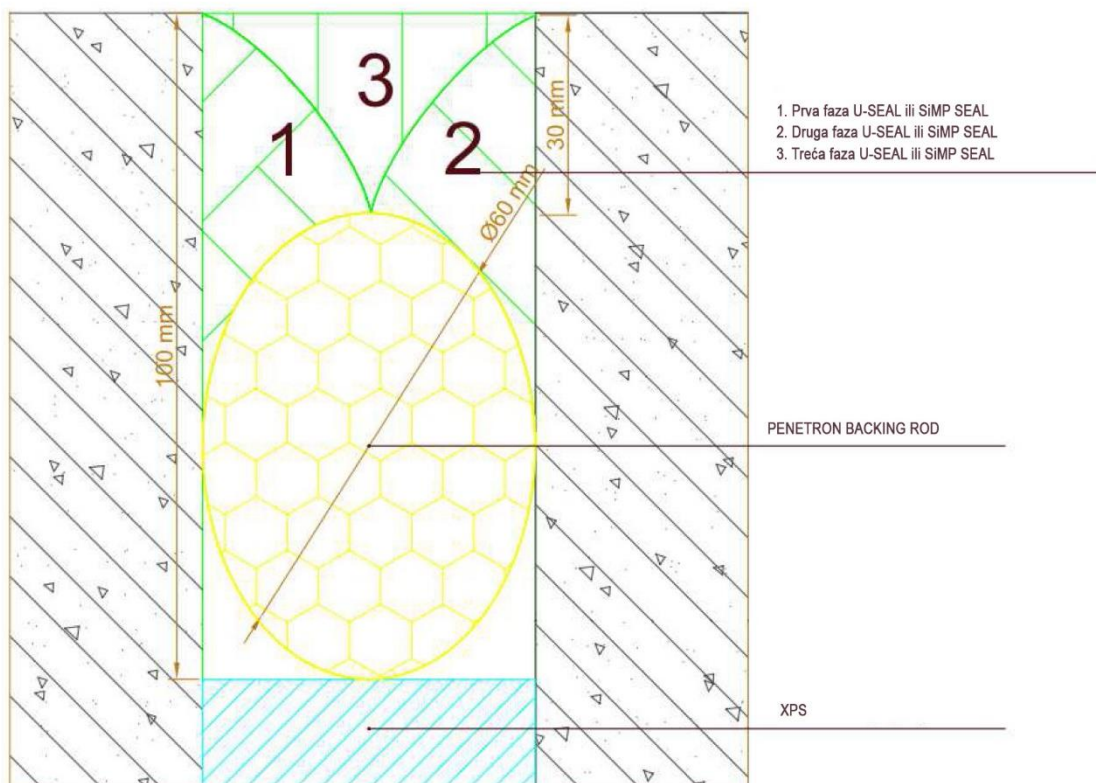 3
1
2
30 mm
100 mm
Ø60 mm
1. Prva faza U-SEAL ili SiMP SEAL
2. Druga faza U-SEAL ili SiMP SEAL
3. Treća faza U-SEAL ili SiMP SEAL
PENETRON BACKING ROD
XPS